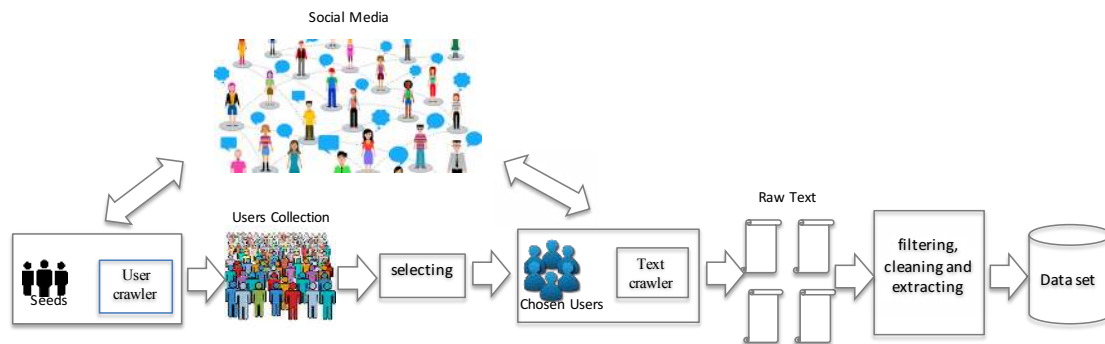 Social Media
Seeds
User
crawler
Users Collection
selecting
Chosen Users
Text
crawler
Raw Text
filtering,
cleaning and
extracting
Data set